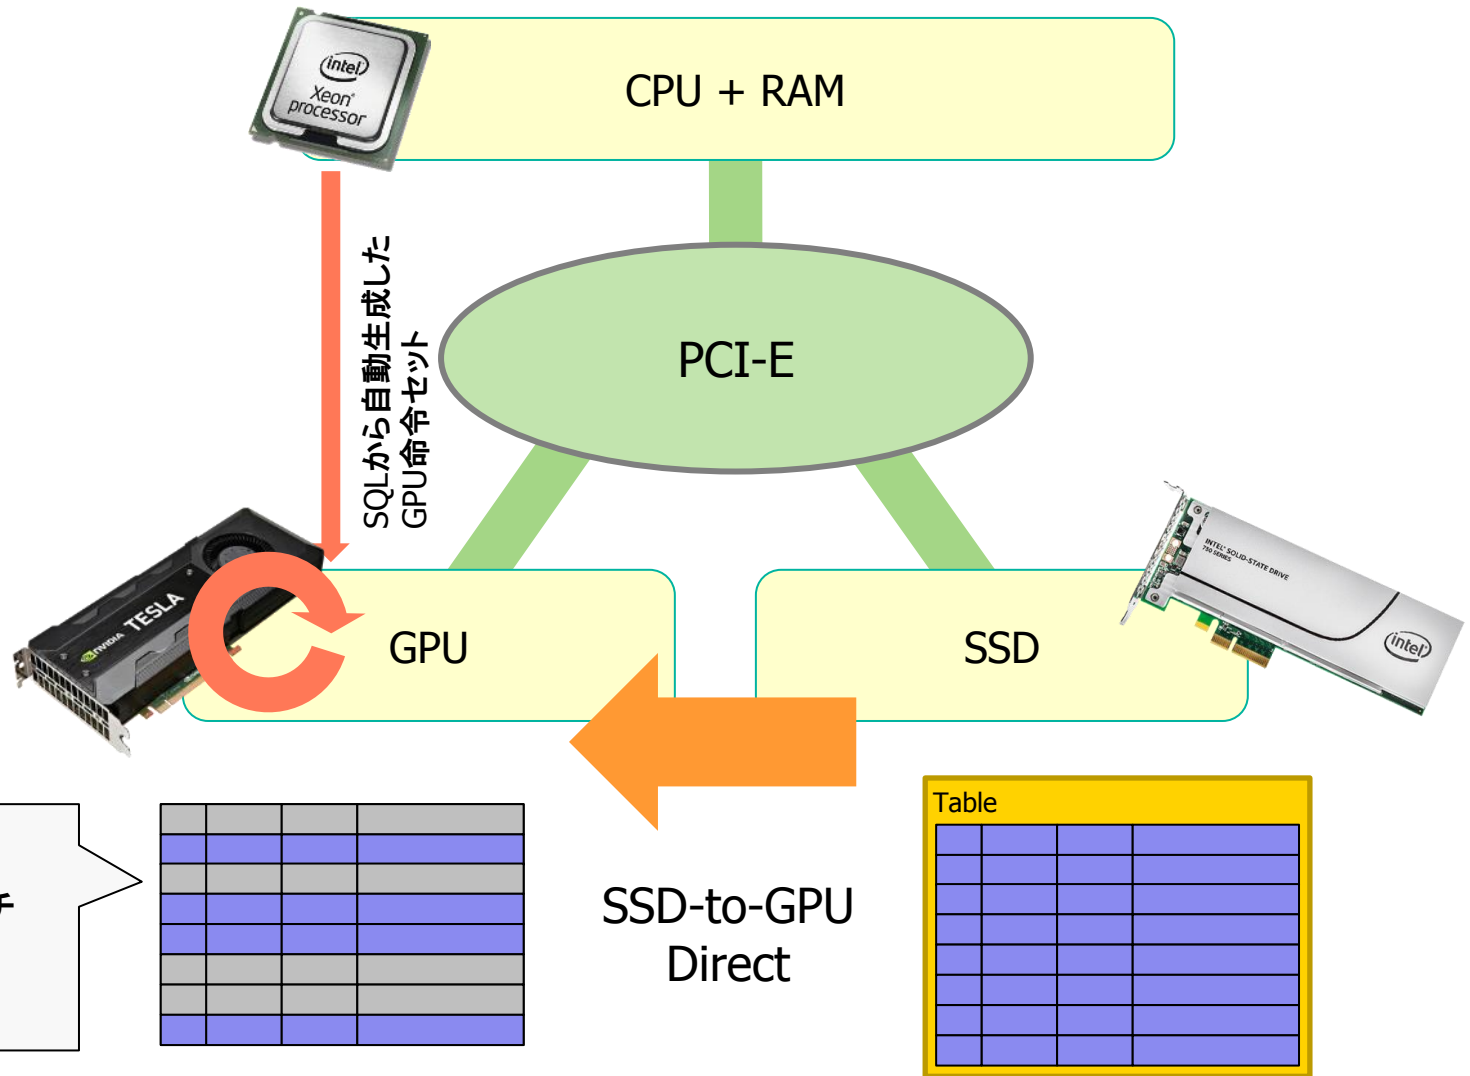 intel
Xeon®
processor
CPU + RAM
SQLから自動生成した
GPU命令セット
PCI-E
NVIDIA TESLA
GPU
SSD
INTEL® SOLID-STATE DRIVE
750 SERIES
intel
Table
チ
SSD-to-GPU
Direct